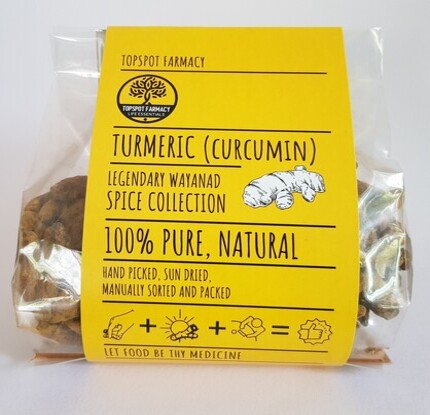 TOPSPOT FARMACY
TOPSPOT FARMACY
LIFE ESSENTIALS
TURMERIC (CURCUMIN)
LEGENDARY WAYANAD
SPICE COLLECTION
100% PURE, NATURAL
HAND PICKED, SUN DRIED,
MANUALLY SORTED AND PACKED
+ + =
LET FOOD BE THY MEDICINE